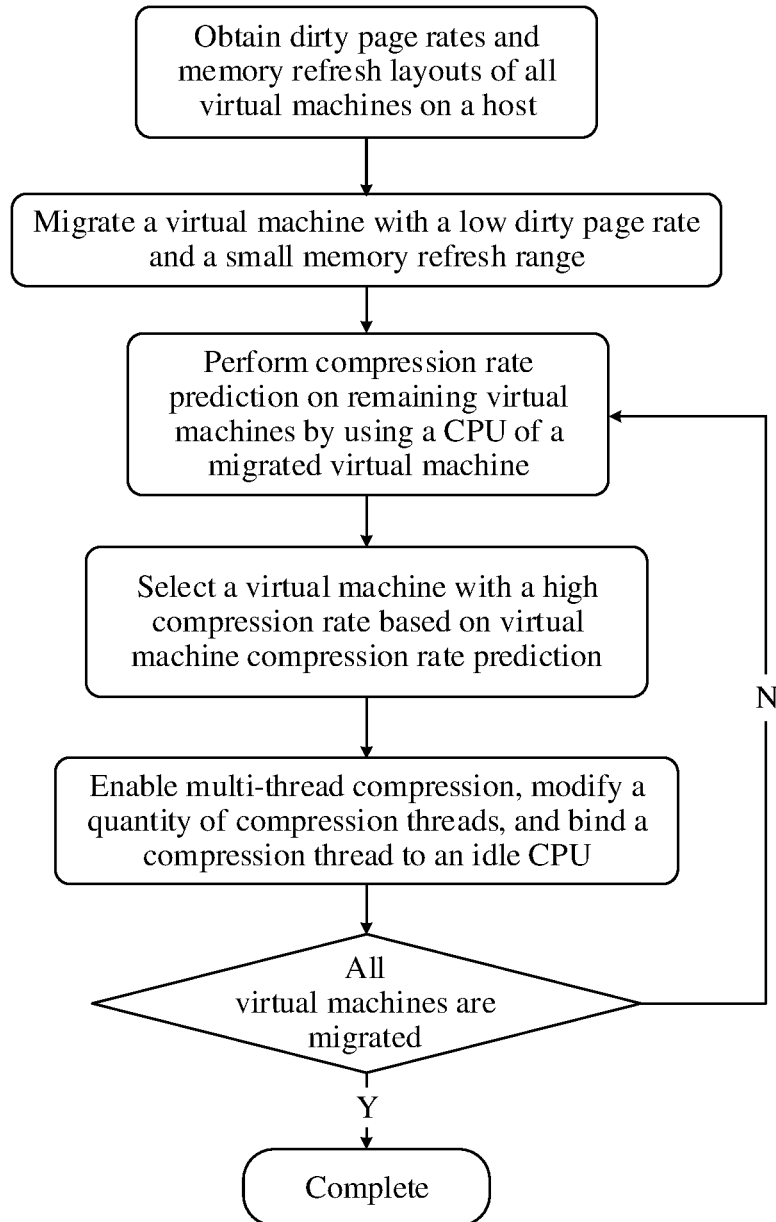 Obtain dirty page rates and
memory refresh layouts of all
virtual machines on a host
Migrate a virtual machine with a low dirty page rate
and a small memory refresh range
Perform compression rate
prediction on remaining virtual
machines by using a CPU of a
migrated virtual machine
Select a virtual machine with a high
compression rate based on virtual
machine compression rate prediction
N
Enable multi-thread compression, modify a
quantity of compression threads, and bind a
compression thread to an idle CPU
All
virtual machines are
migrated
Y
Complete